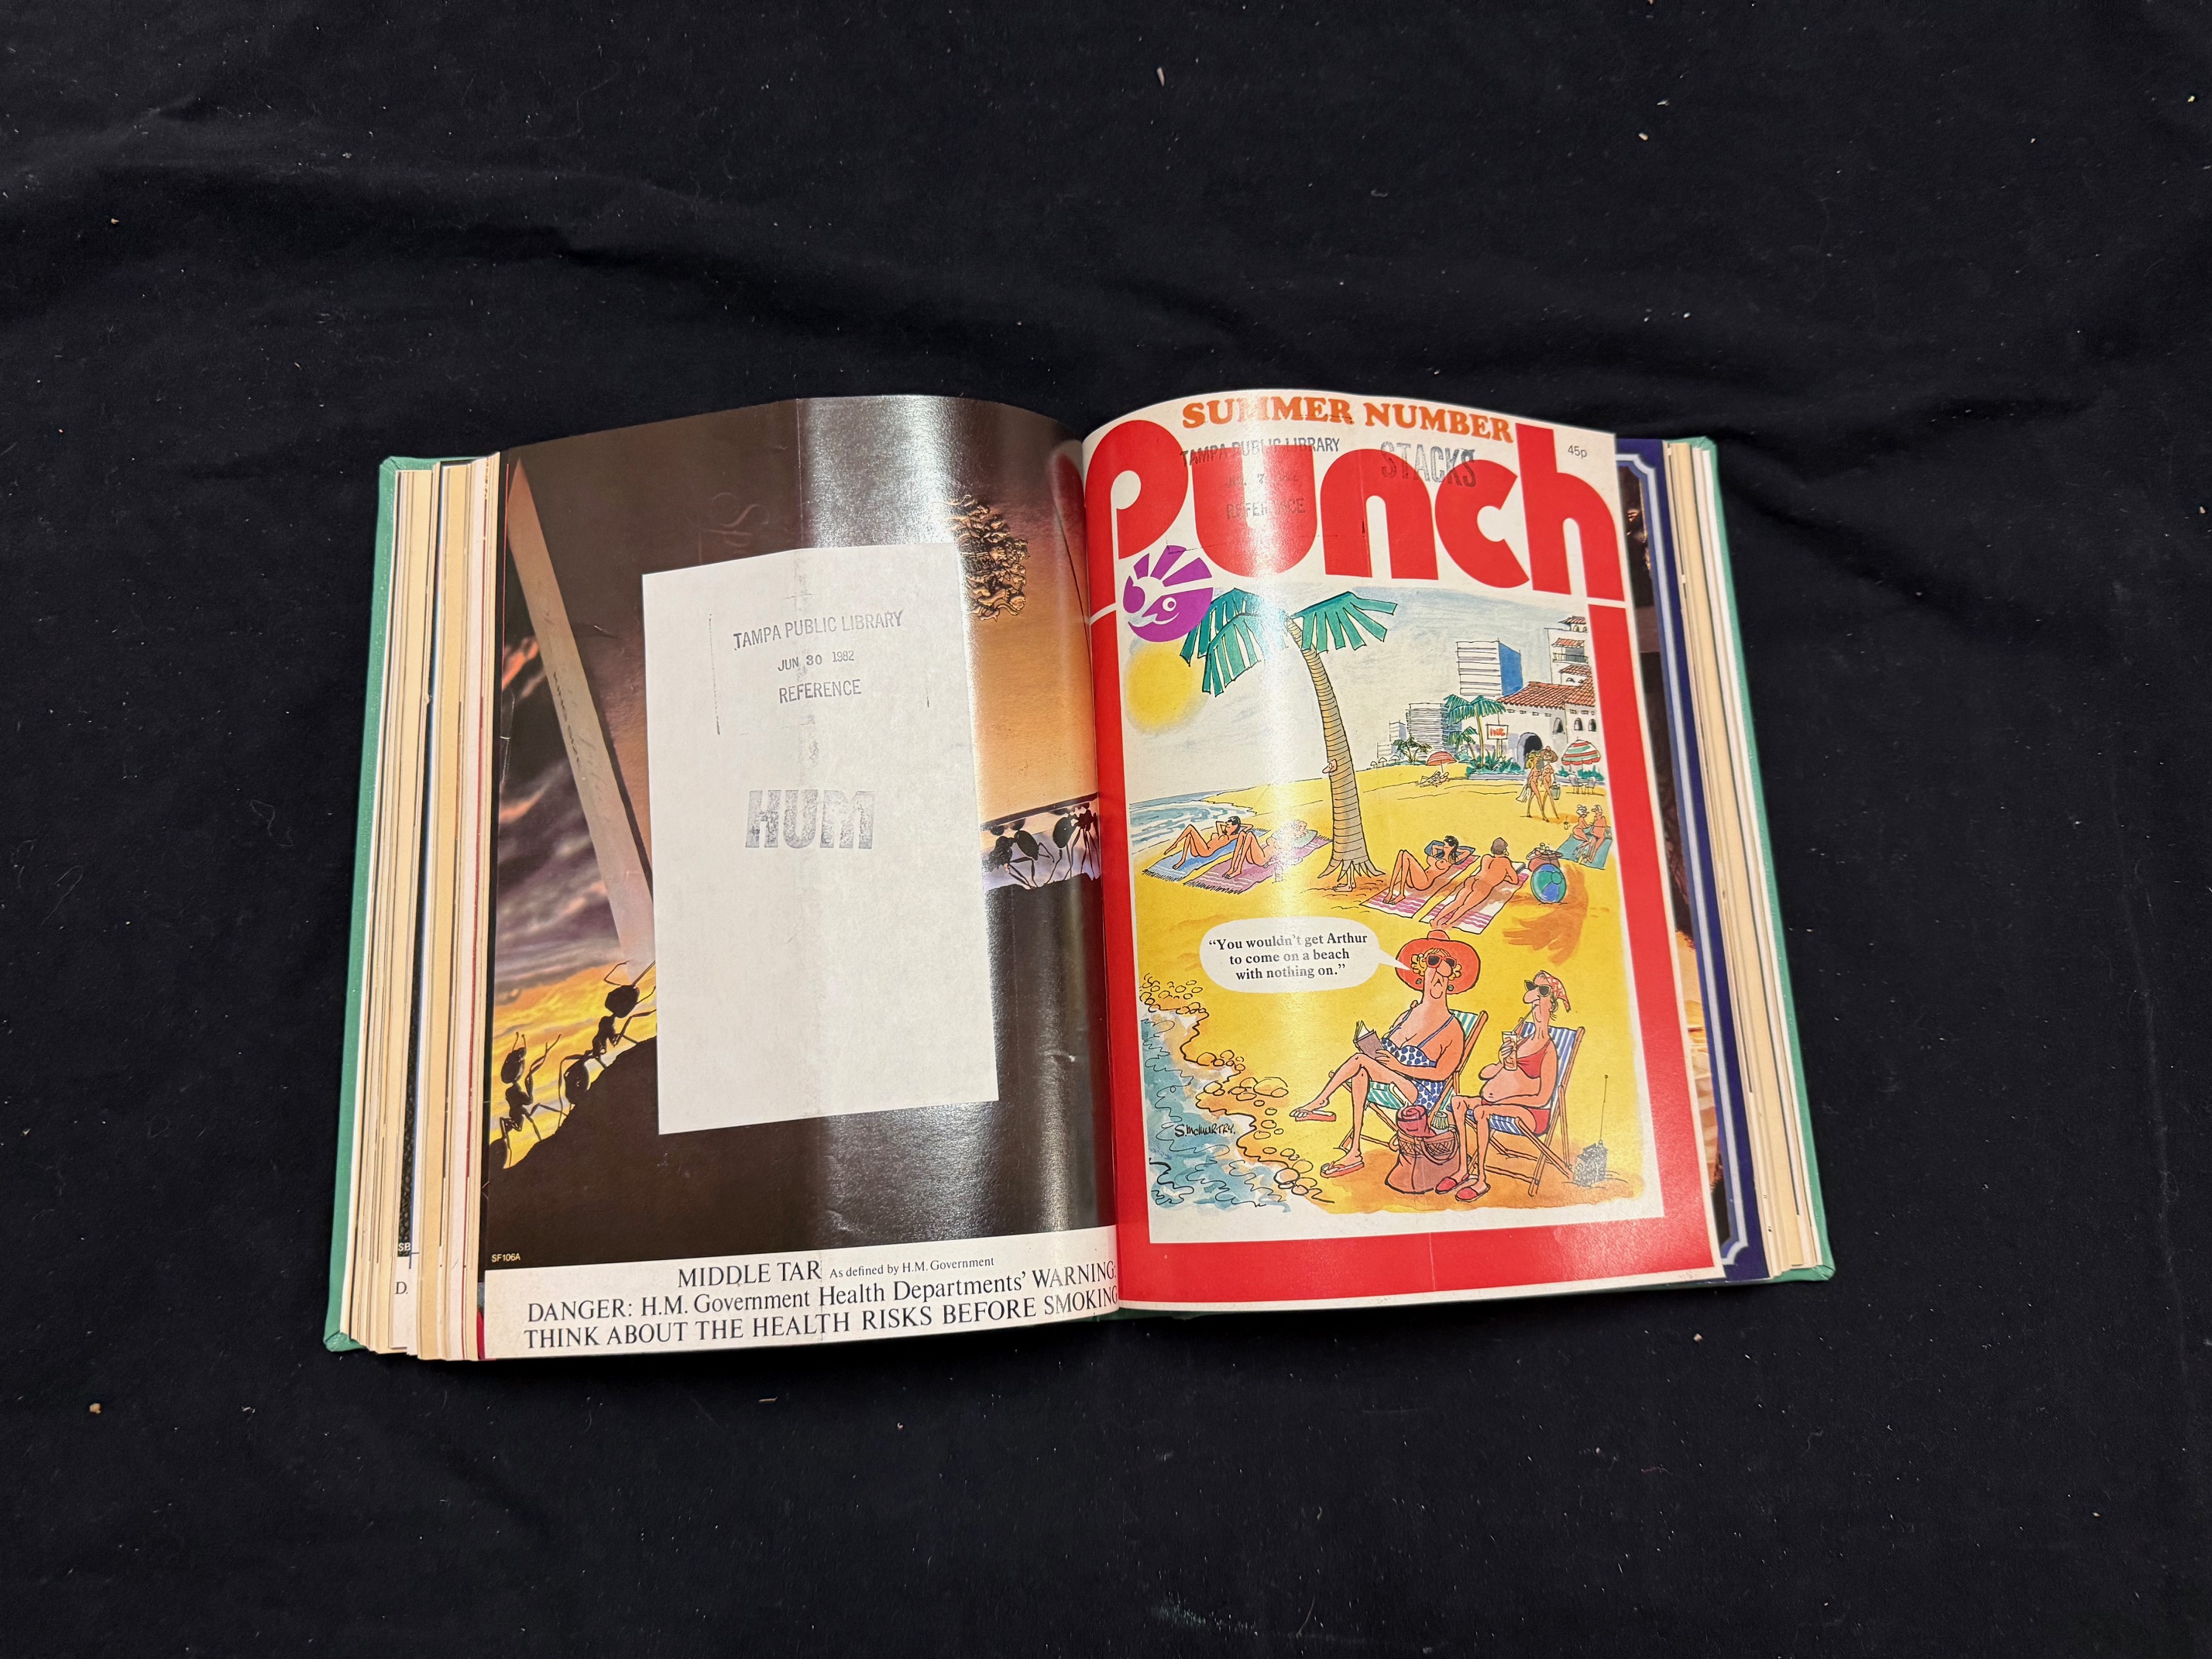 TAMPA PUBLIC LIBRARY
JUN 30 1982
REFERENCE
HUM
SF106A
SB
D.
MIDDLE TAR As defined by H.M. Government
DANGER: H.M. Government Health Departments' WARNING:
THINK ABOUT THE HEALTH RISKS BEFORE SMOKING
SUMMER NUMBER
Punch
45p
TAMPA PUBLIC LIBRARY
STACKS
REFERENCE
"You wouldn't get Arthur
to come on a beach
with nothing on."
S. McMURTRY.